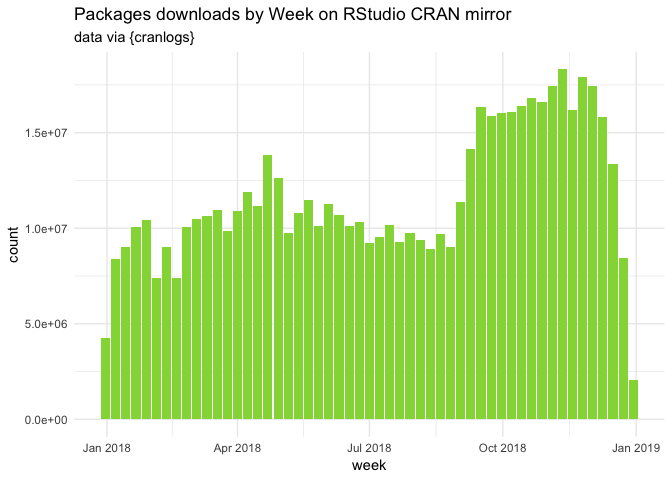 Packages downloads by Week on RStudio CRAN mirror
data via {cranlogs}
1.5e+07
1.0e+07
5.0e+06
0.0e+00
count
Jan 2018
Apr 2018
Jul 2018
Oct 2018
Jan 2019
week